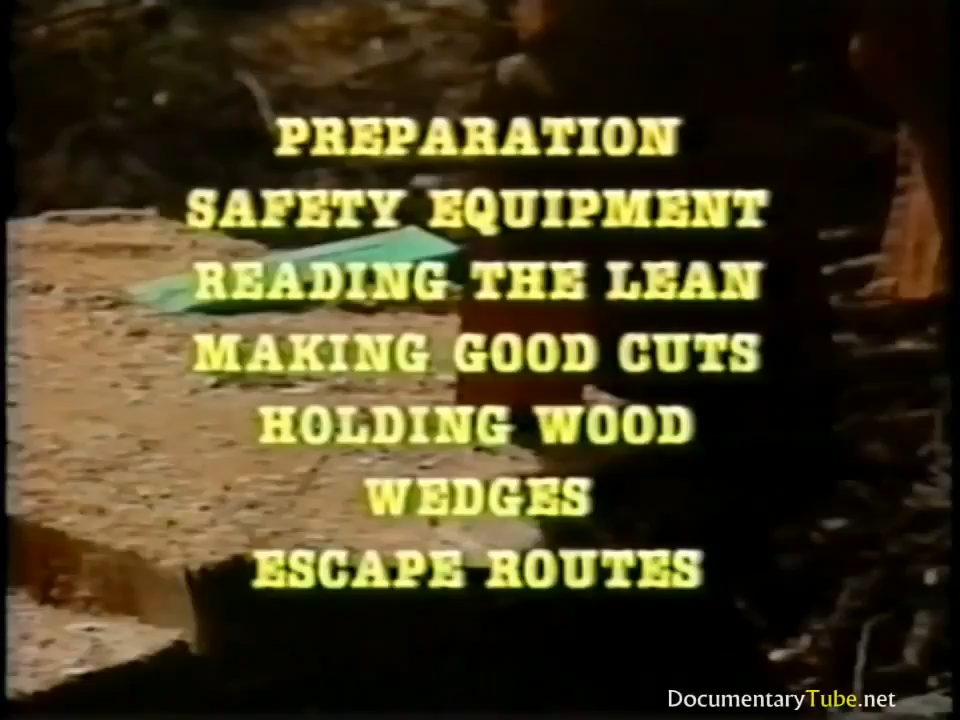 PREPARATION
SAFETY EQUIPMENT
READING THE LEAN
MAKING GOOD CUTS
HOLDING WOOD
WEDGES
ESCAPE ROUTES
DocumentaryTube.net